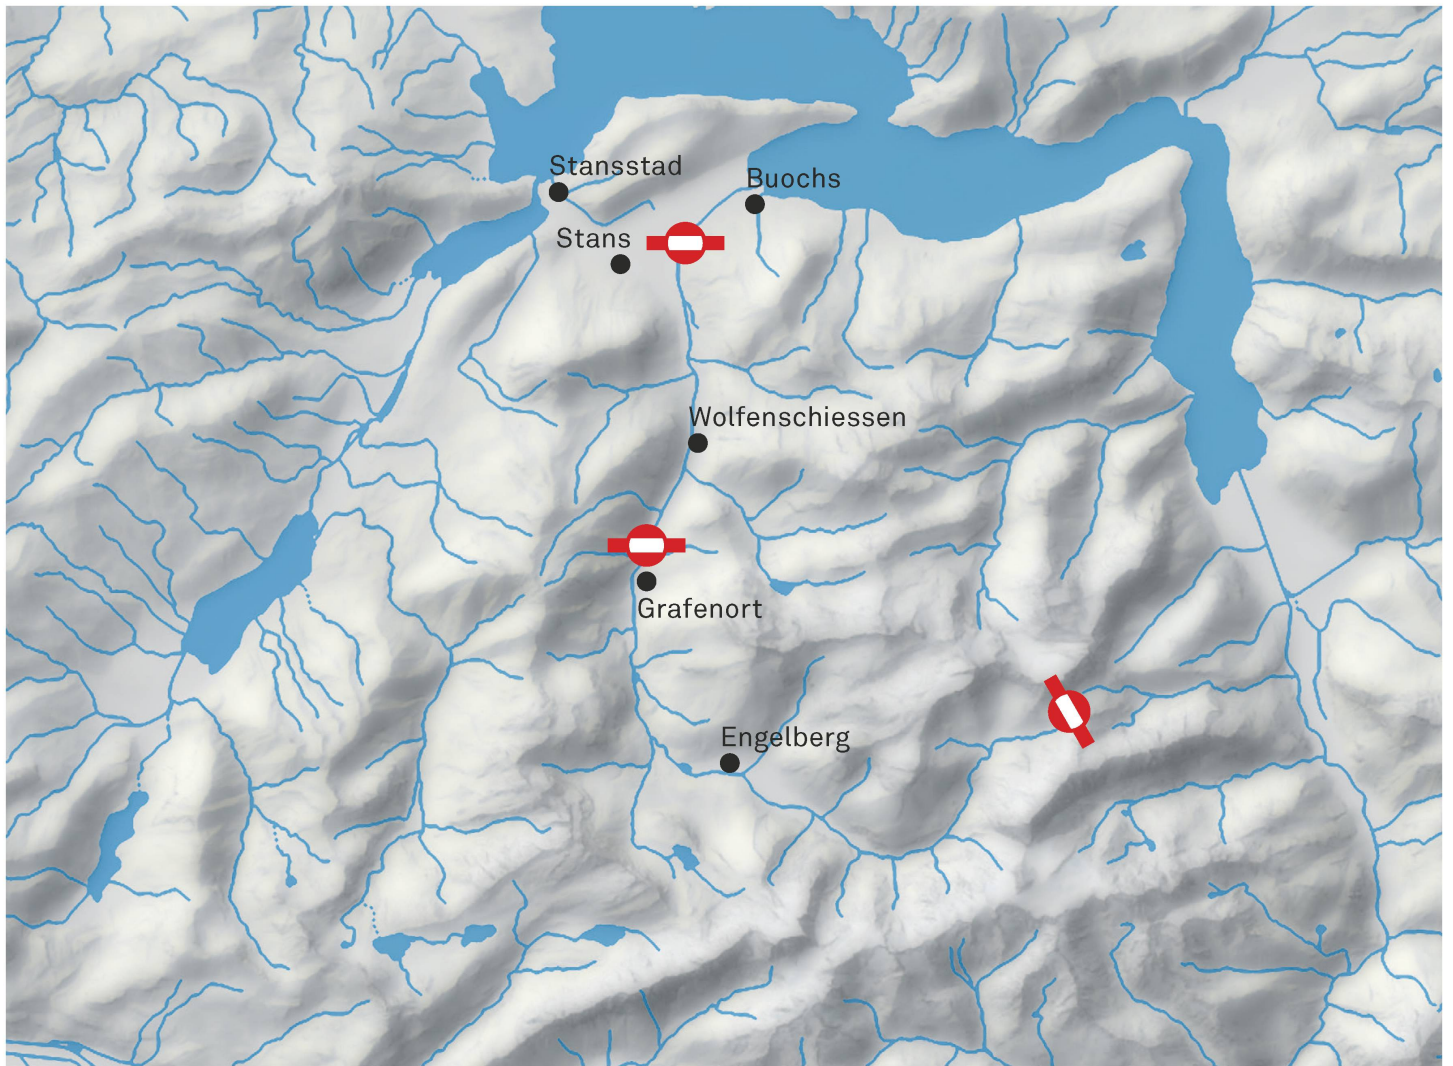 Stansstad
Buochs
Stans
Wolfenschiessen
Grafenort
Engelberg